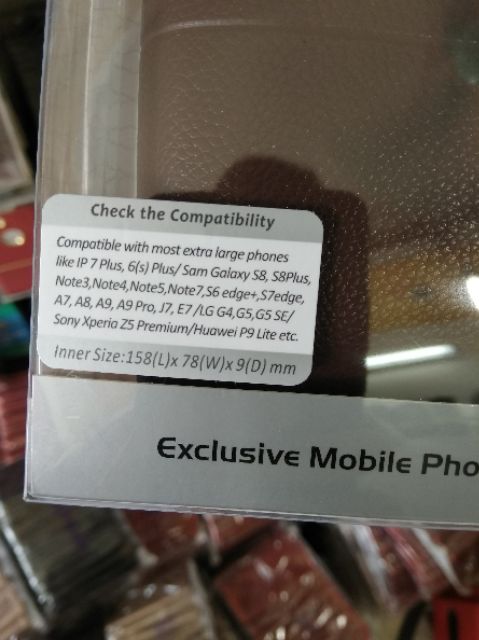 Check the Compatibility
Compatible with most extra large phones
like IP 7 Plus, 6(s) Plus/ Sam Galaxy S8, S8Plus,
Note3,Note4,Note5,Note7,S6 edge+,S7edge,
A7, A8, A9, A9 Pro, J7, E7 /LG G4,G5,G5 SE/
Sony Xperia Z5 Premium/Huawei P9 Lite etc.
Inner Size:158(L)x 78(W)x 9(D) mm
Exclusive Mobile Pho